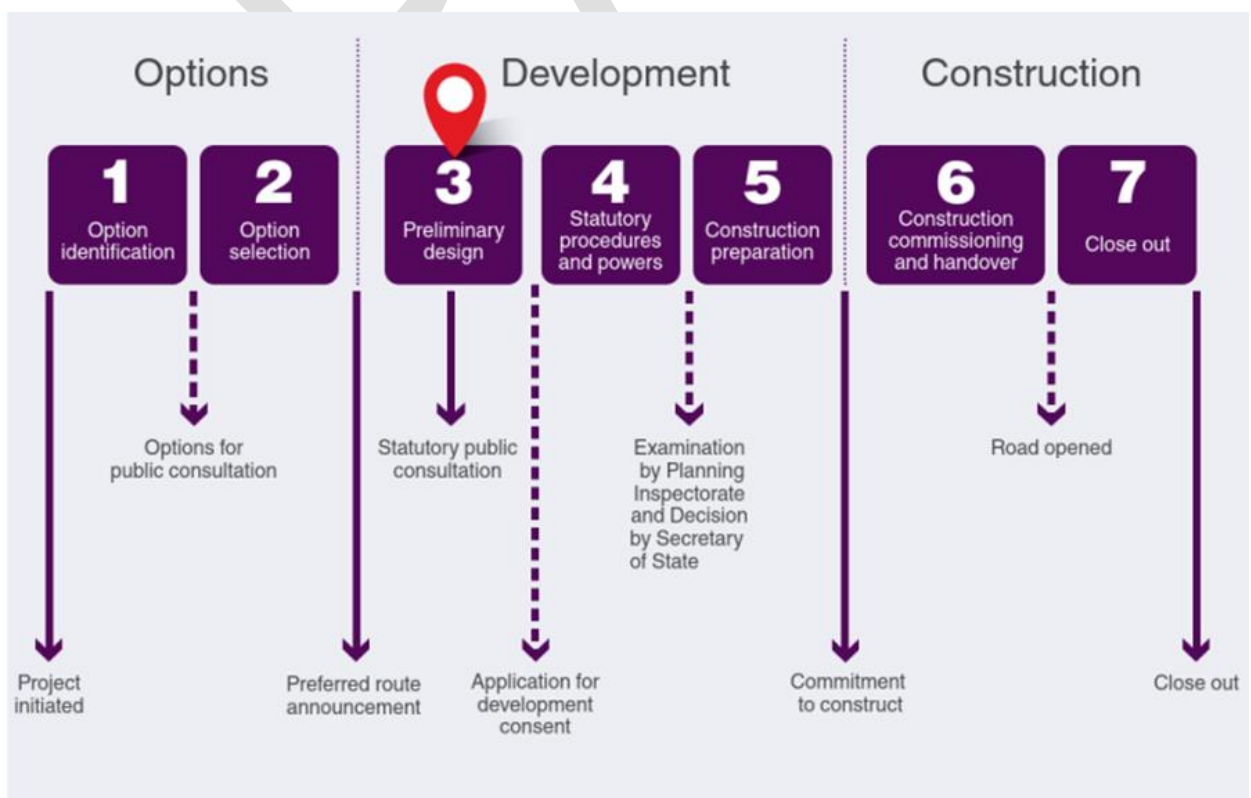 Options
Development
Construction
1
Option
identification
2
Option
selection
3
Preliminary
design
4
Statutory
procedures
and powers
5
Construction
preparation
6
Construction
commissioning
and handover
7
Close out
Options for
public consultation
Statutory public
consultation
Examination
by Planning
Inspectorate
and Decision
by Secretary
of State
Road opened
Project
initiated
Preferred route
announcement
Application for
development
consent
Commitment
to construct
Close out